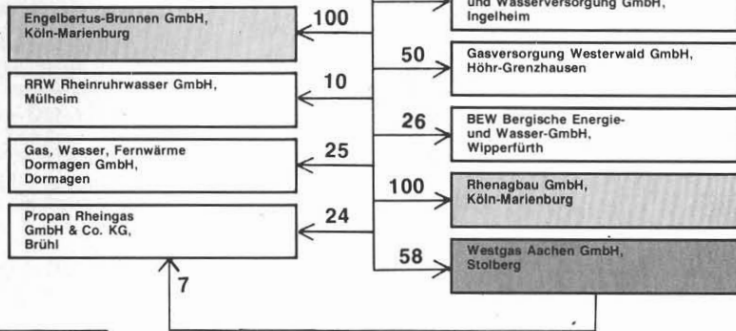 Engelbertus-Brunnen GmbH,
Köln-Marienburg
100
RRW Rheinruhrwasser GmbH,
Mülheim
10
Gas, Wasser, Fernwärme
Dormagen GmbH,
Dormagen
25
Propan Rheingas
GmbH & Co. KG,
Brühl
24
7
und Wasserversorgung GmbH,
Ingelheim
50
Gasversorgung Westerwald GmbH,
Höhr-Grenzhausen
26
BEW Bergische Energie-
und Wasser-GmbH,
Wipperfürth
100
Rhenagbau GmbH,
Köln-Marienburg
58
Westgas Aachen GmbH,
Stolberg